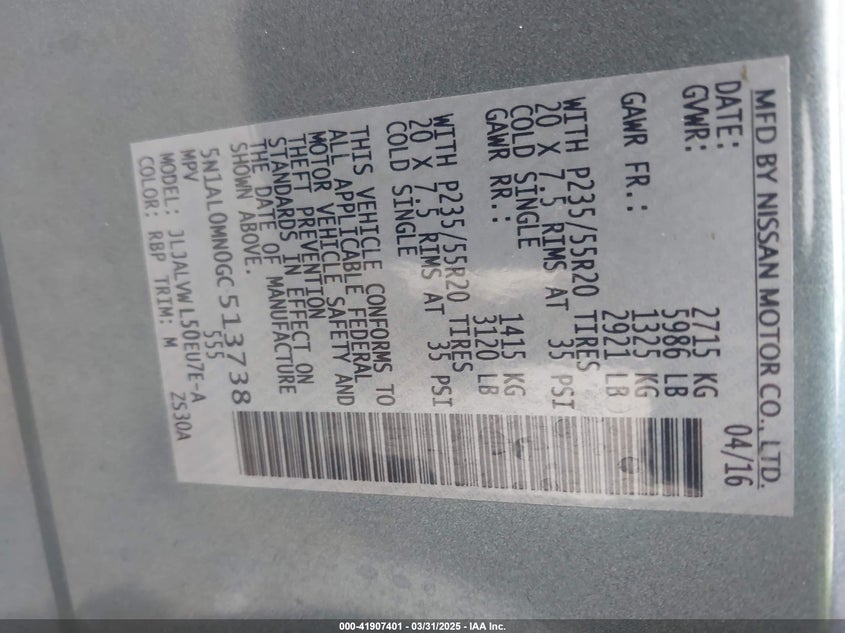 MFD BY NISSAN MOTOR CO., LTD.
DATE: 04/16
GVWR: 2715 KG
5986 LB
GAWR FR.: 1325 KG
2921 LB
WITH P235/55R20 TIRES
20 X 7.5 RIMS AT 35 PSI
COLD SINGLE
GAWR RR.: 1415 KG
3120 LB
WITH P235/55R20 TIRES
20 X 7.5 RIMS AT 35 PSI
COLD SINGLE
THIS VEHICLE CONFORMS TO
ALL APPLICABLE FEDERAL
MOTOR VEHICLE SAFETY AND
THEFT PREVENTION
STANDARDS IN EFFECT ON
THE DATE OF MANUFACTURE
SHOWN ABOVE.
5N1AL0MN0GC513738
MPV 555
MODEL: JLJALVWL50EU7E-A
COLOR: RBP TRIM: M ZS30A
000-41907401 - 03/31/2025 - IAA Inc.